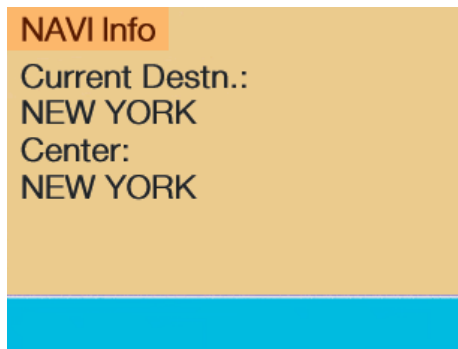 NAVI Info
Current Destn.:
NEW YORK
Center:
NEW YORK